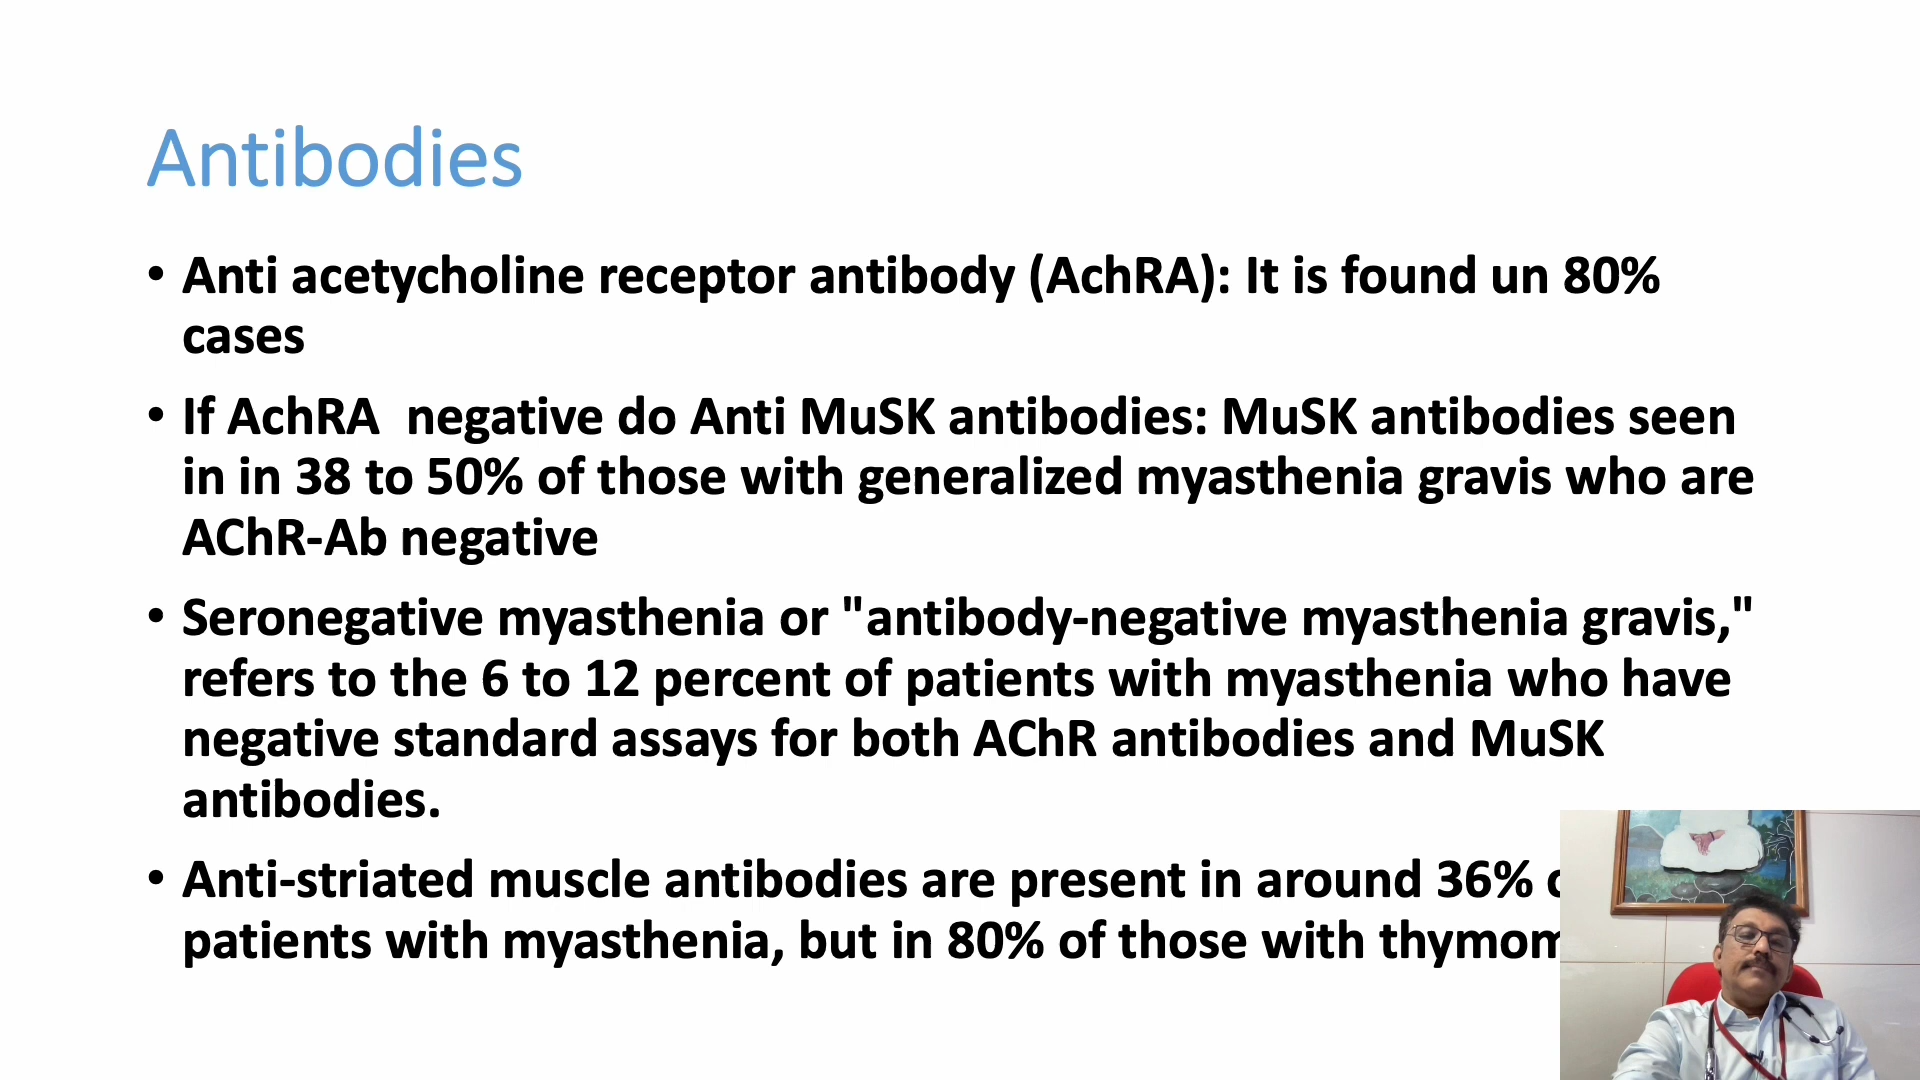 Antibodies
• Anti acetycholine receptor antibody (AchRA): It is found un 80%
cases
• If AchRA negative do Anti MuSK antibodies: MuSK antibodies seen
in in 38 to 50% of those with generalized myasthenia gravis who are
AChR-Ab negative
• Seronegative myasthenia or "antibody-negative myasthenia gravis,"
refers to the 6 to 12 percent of patients with myasthenia who have
negative standard assays for both AChR antibodies and MuSK
antibodies.
• Anti-striated muscle antibodies are present in around 36%
patients with myasthenia, but in 80% of those with